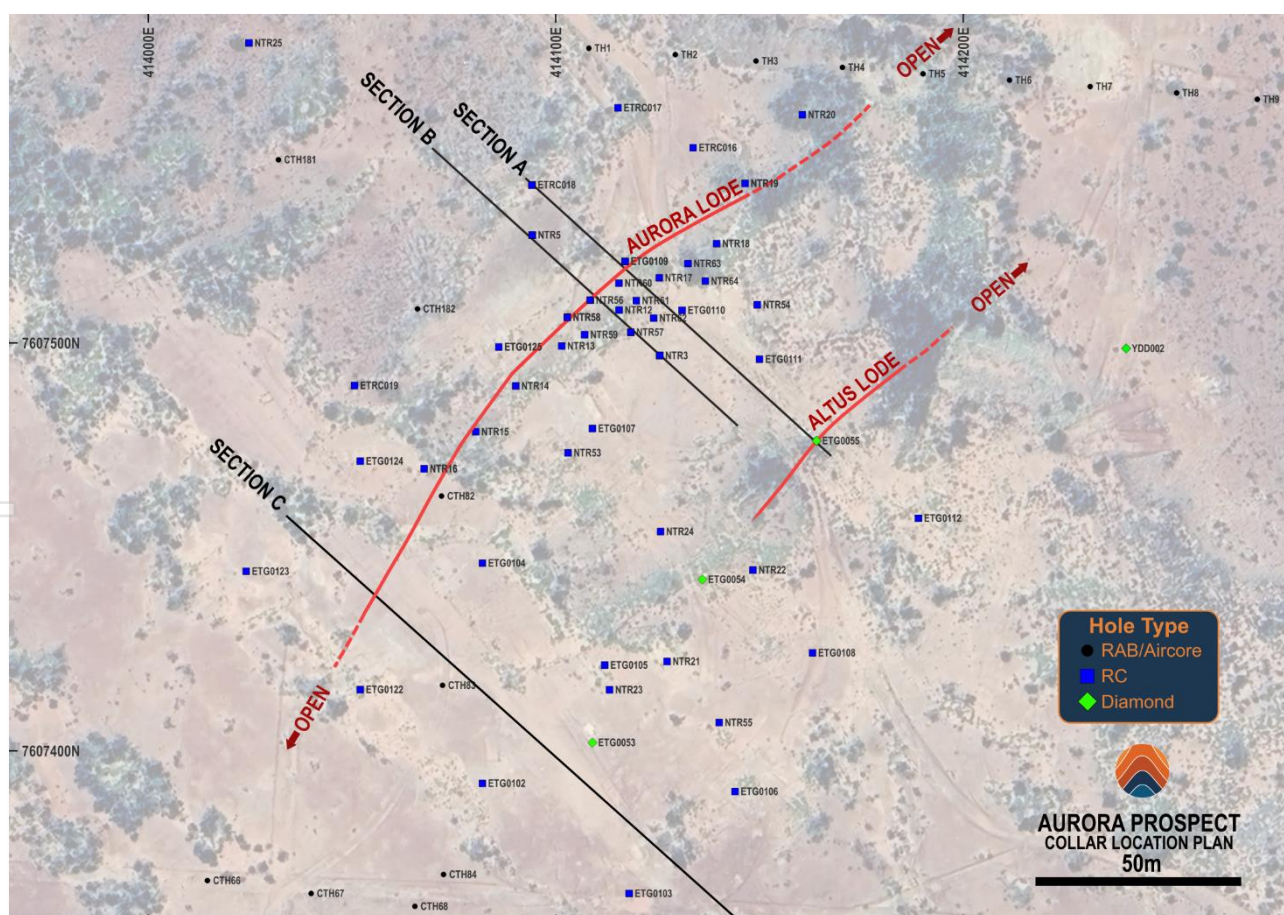 414000E
414100E
414200E
NTR25
TH1
TH2
TH3
TH4
OPEN
TH5
TH6
TH7
TH8
TH9
ETRC017
NTR20
SECTION B
SECTION A
ETRC016
CTH181
ETRC018
NTR19
AURORA LODE
NTR5
NTR18
ETG0109
NTR63
NTR17
NTR64
NTR60
OPEN
NTR56
NTR61
NTR54
CTH182
NTR12
ETG0110
NTR58
NTR62
NTR57
NTR59
7607500N
ETG0125
NTR13
YDD002
NTR3
ETG0111
ETRC019
NTR14
ALTUS LODE
ETG0107
NTR15
ETG0055
NTR53
ETG0124
NTR16
SECTION C
CTH82
ETG0112
NTR24
ETG0104
ETG0123
NTR22
ETG0054
Hole Type
RAB/Aircore
RC
Diamond
ETG0108
ETG0105
NTR21
CTH83
ETG0122
NTR23
OPEN
NTR55
ETG0053
7607400N
ETG0102
ETG0106
AURORA PROSPECT
COLLAR LOCATION PLAN
50m
CTH84
CTH66
CTH67
ETG0103
CTH68